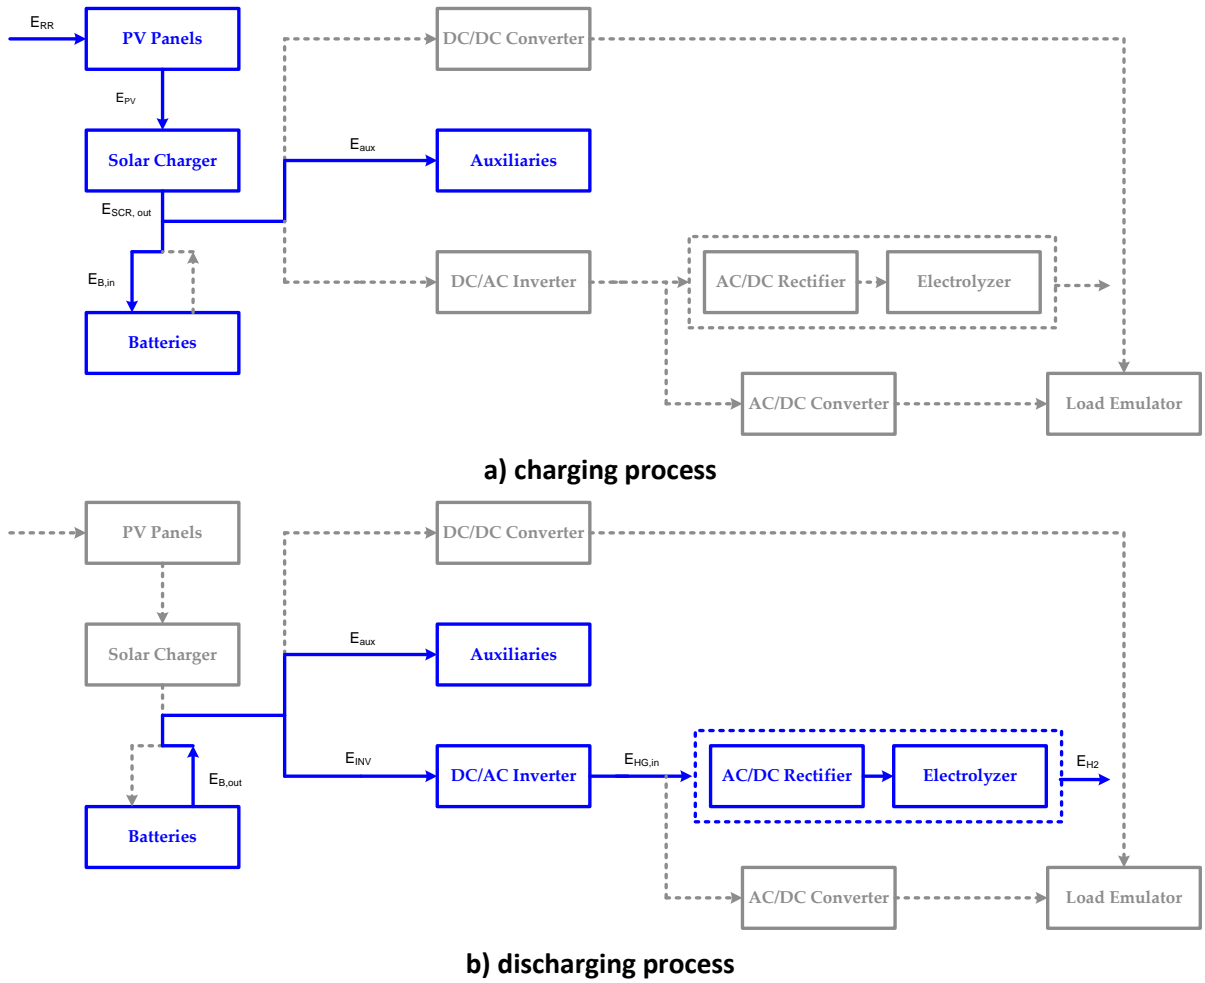 E_RR
PV Panels
DC/DC Converter
E_PV
Solar Charger
E_aux
Auxiliaries
E_SCR, out
E_B,in
DC/AC Inverter
AC/DC Rectifier
Electrolyzer
Batteries
AC/DC Converter
Load Emulator
a) charging process
PV Panels
DC/DC Converter
Solar Charger
E_aux
Auxiliaries
E_INV
E_HG,in
E_H2
E_B,out
DC/AC Inverter
AC/DC Rectifier
Electrolyzer
Batteries
AC/DC Converter
Load Emulator
b) discharging process